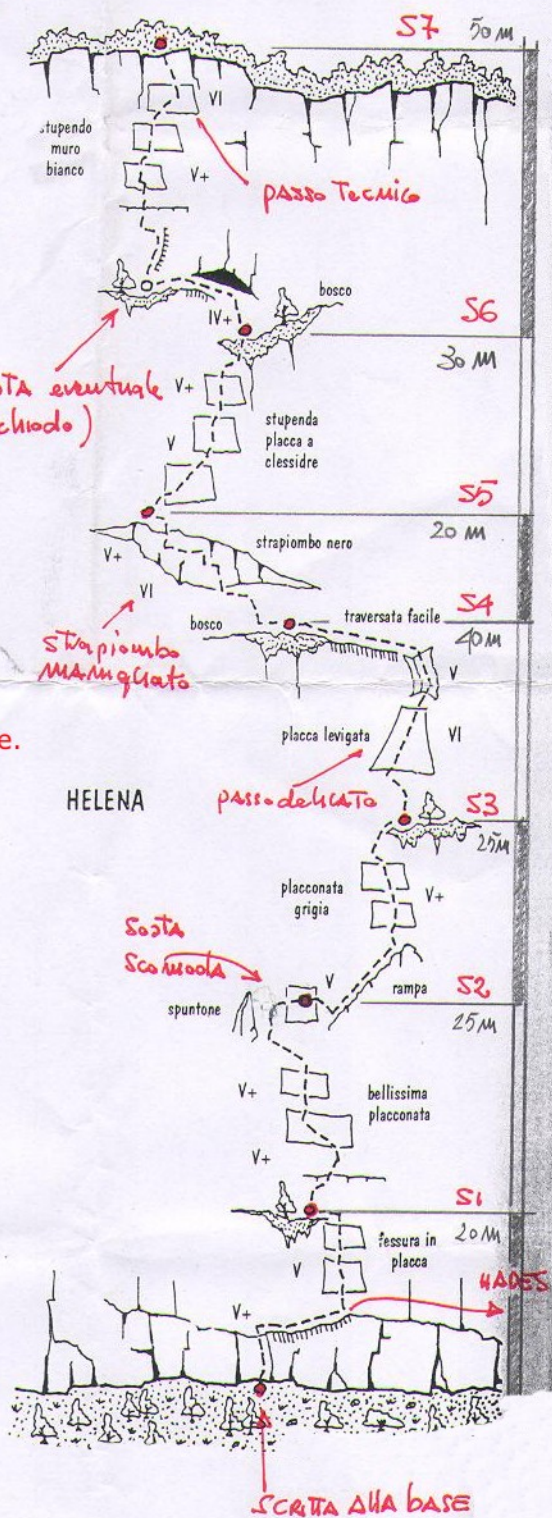 S7 50 m
VI
stupendo
muro
bianco
V+
passo tecnico
bosco
IV+
S6
30 m
eventuale
chiodo)
V+
stupenda
placca a
clessidre
V
S5
20 m
strapiombo nero
V+
VI
S4
bosco
traversata facile
40 m
strapiombo
mamigliato
V
placca levigata
VI
e.
HELENA
passo delicato
S3
25 m
placconata
grigia
V+
Sosta
scomoda
V
rampa
S2
spuntone
25 m
V+
bellissima
placconata
V+
S1
20 m
fessura in
placca
V
HADES
V+
SCRITTA ALLA BASE